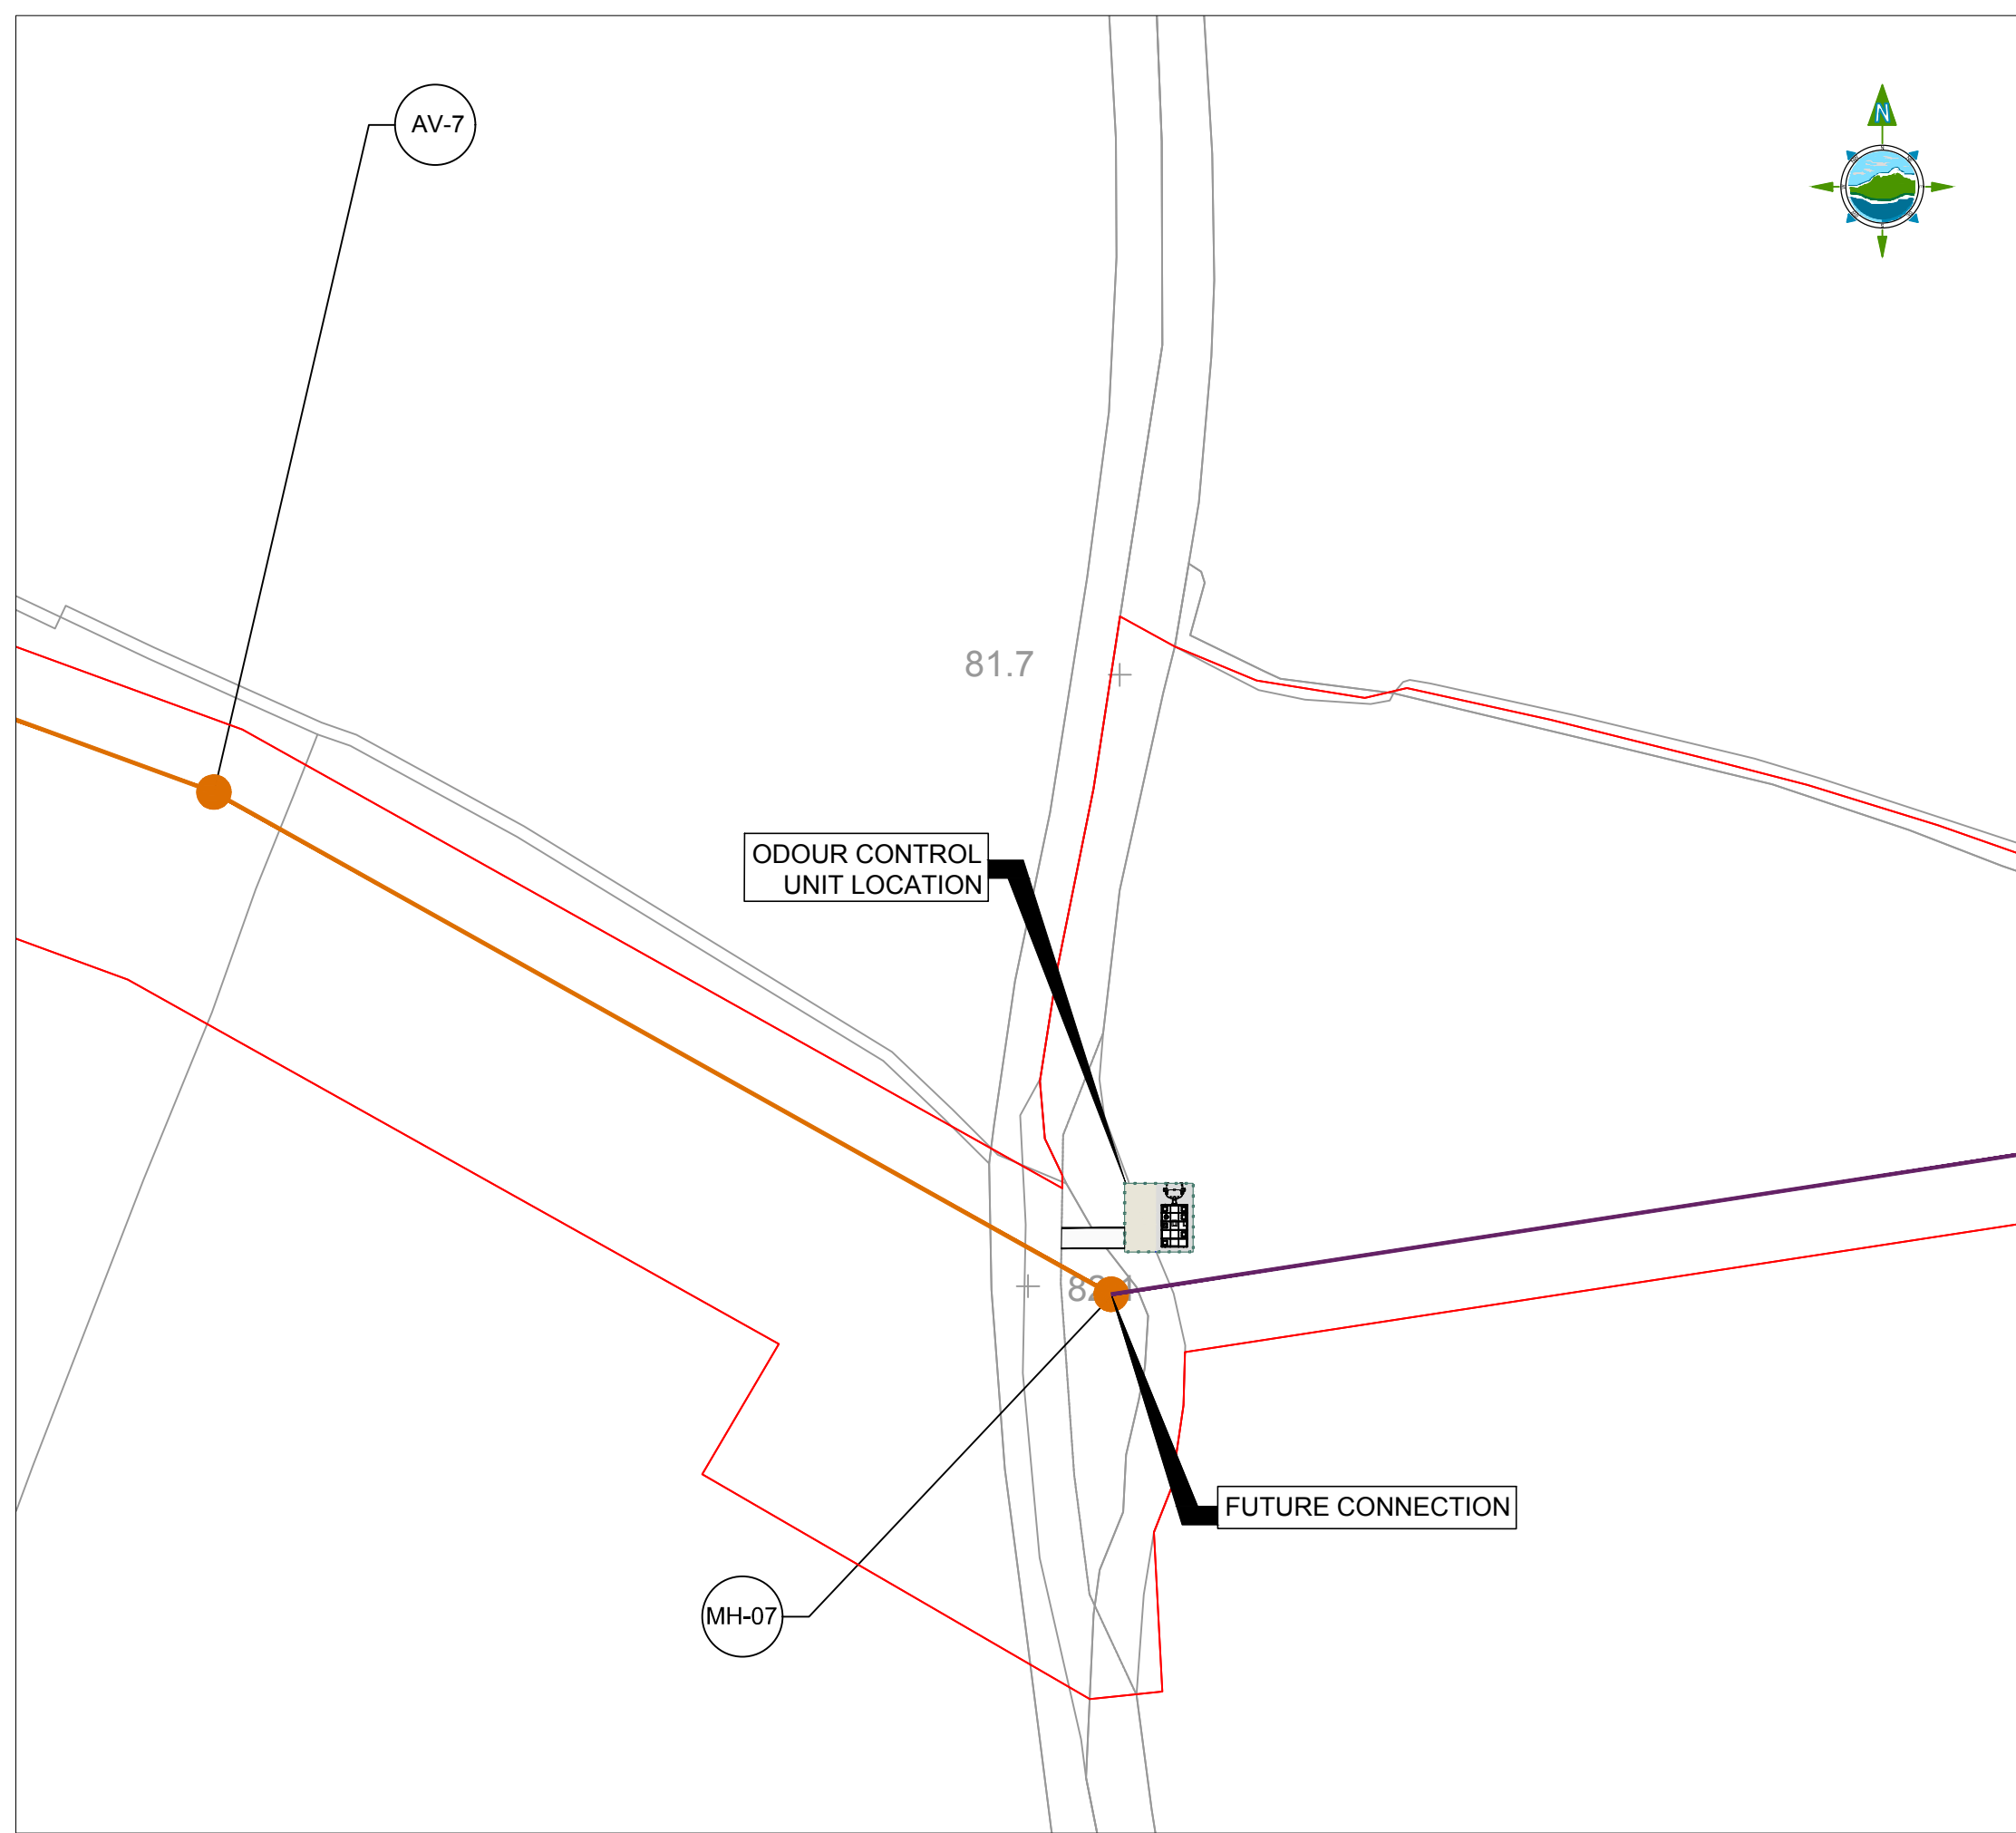 AV-7
N
81.7
ODOUR CONTROL
UNIT LOCATION
FUTURE CONNECTION
MH-07